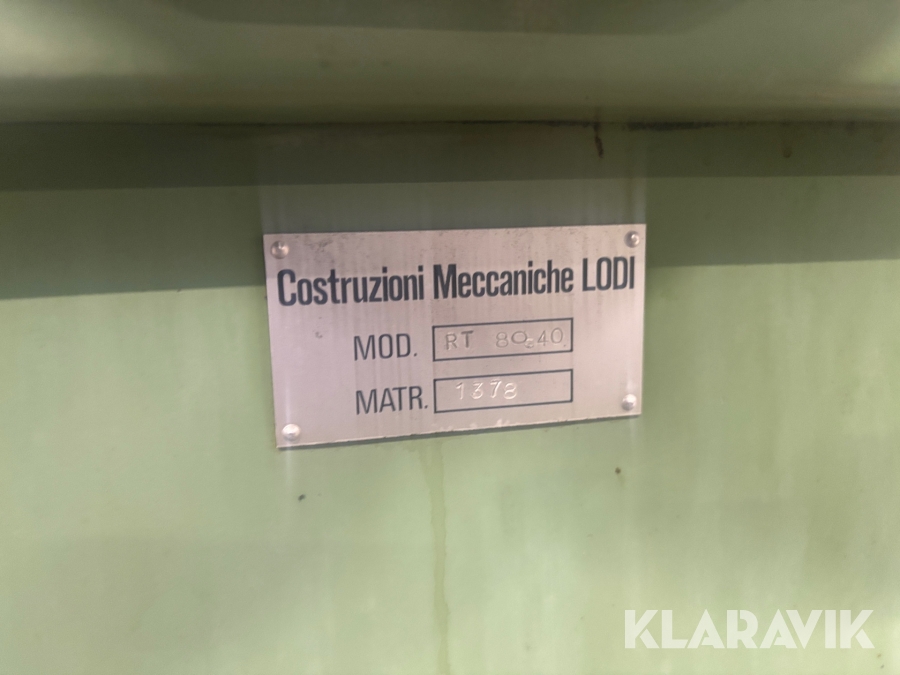 Costruzioni Meccaniche LODI
MOD. RT 80.40
MATR. 1378
KLARAVIK